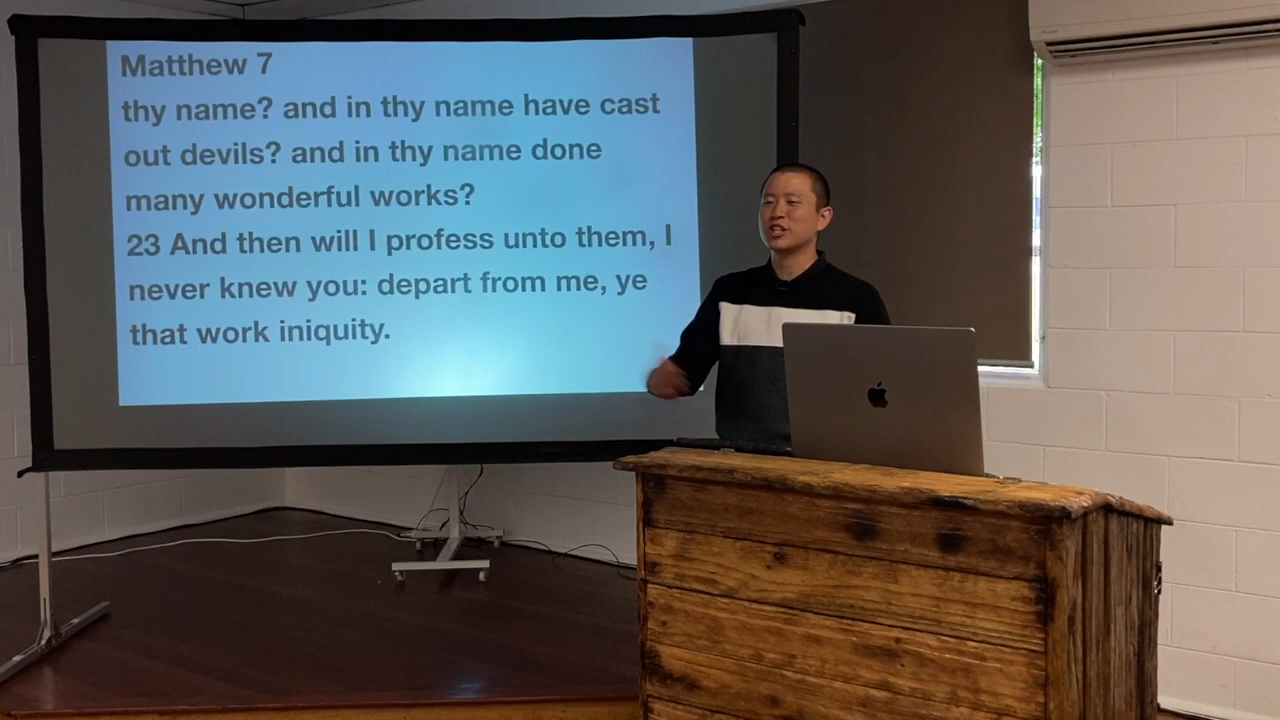 Matthew 7
thy name? and in thy name have cast
out devils? and in thy name done
many wonderful works?
23 And then will I profess unto them, I
never knew you: depart from me, ye
that work iniquity.